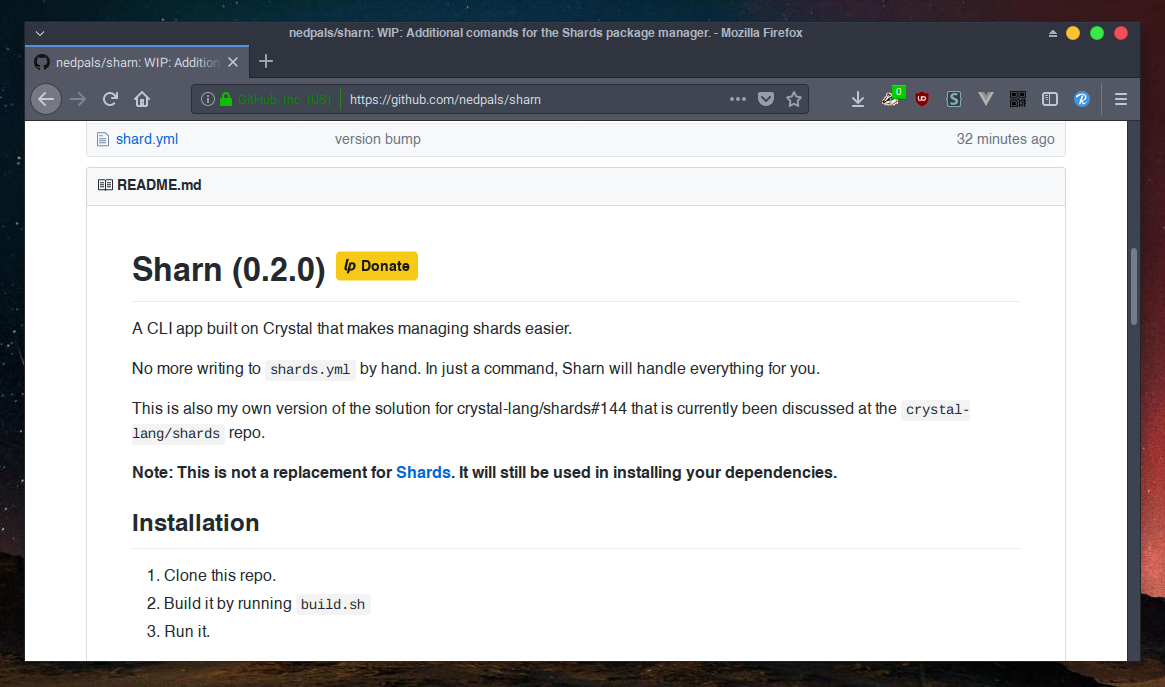 nedpals/sharn: WIP: Additional comands for the Shards package manager. - Mozilla Firefox
nedpals/sharn: WIP: Addition
GitHub, Inc. (US)
https://github.com/nedpals/sharn
0
shard.yml version bump 32 minutes ago
README.md
Sharn (0.2.0) lp Donate
A CLI app built on Crystal that makes managing shards easier.
No more writing to shards.yml by hand. In just a command, Sharn will handle everything for you.
This is also my own version of the solution for crystal-lang/shards#144 that is currently been discussed at the crystal-
lang/shards repo.
Note: This is not a replacement for Shards. It will still be used in installing your dependencies.
Installation
1. Clone this repo.
2. Build it by running build.sh
3. Run it.